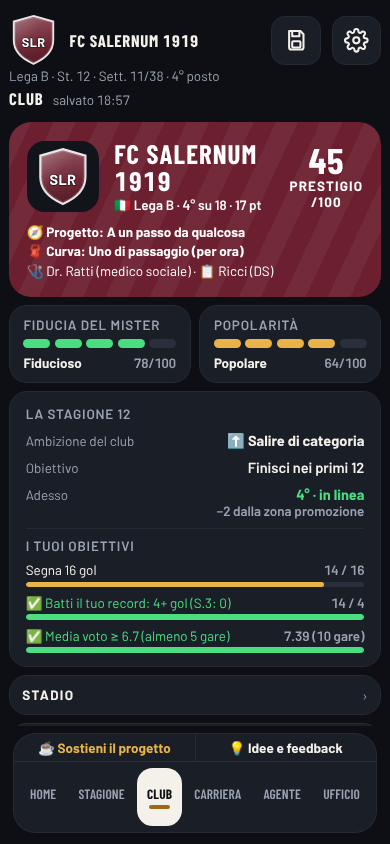 SLR
FC SALERNUM 1919
Lega B · St. 12 · Sett. 11/38 · 4° posto
CLUB salvato 18:57
SLR
FC SALERNUM
1919
🇮🇹 Lega B · 4° su 18 · 17 pt
45
PRESTIGIO
/100
🧭 Progetto: A un passo da qualcosa
🧣 Curva: Uno di passaggio (per ora)
🩺 Dr. Ratti (medico sociale) · 📋 Ricci (DS)
FIDUCIA DEL MISTER
Fiducioso 78/100
POPOLARITÀ
Popolare 64/100
LA STAGIONE 12
Ambizione del club ⬆️ Salire di categoria
Obiettivo Finisci nei primi 12
Adesso 4° · in linea
−2 dalla zona promozione
I TUOI OBIETTIVI
Segna 16 gol 14 / 16
✅ Batti il tuo record: 4+ gol (S.3: 0) 14 / 4
✅ Media voto ≥ 6.7 (almeno 5 gare) 7.39 (10 gare)
STADIO ›
☕ Sostieni il progetto
💡 Idee e feedback
HOME STAGIONE CLUB CARRIERA AGENTE UFFICIO